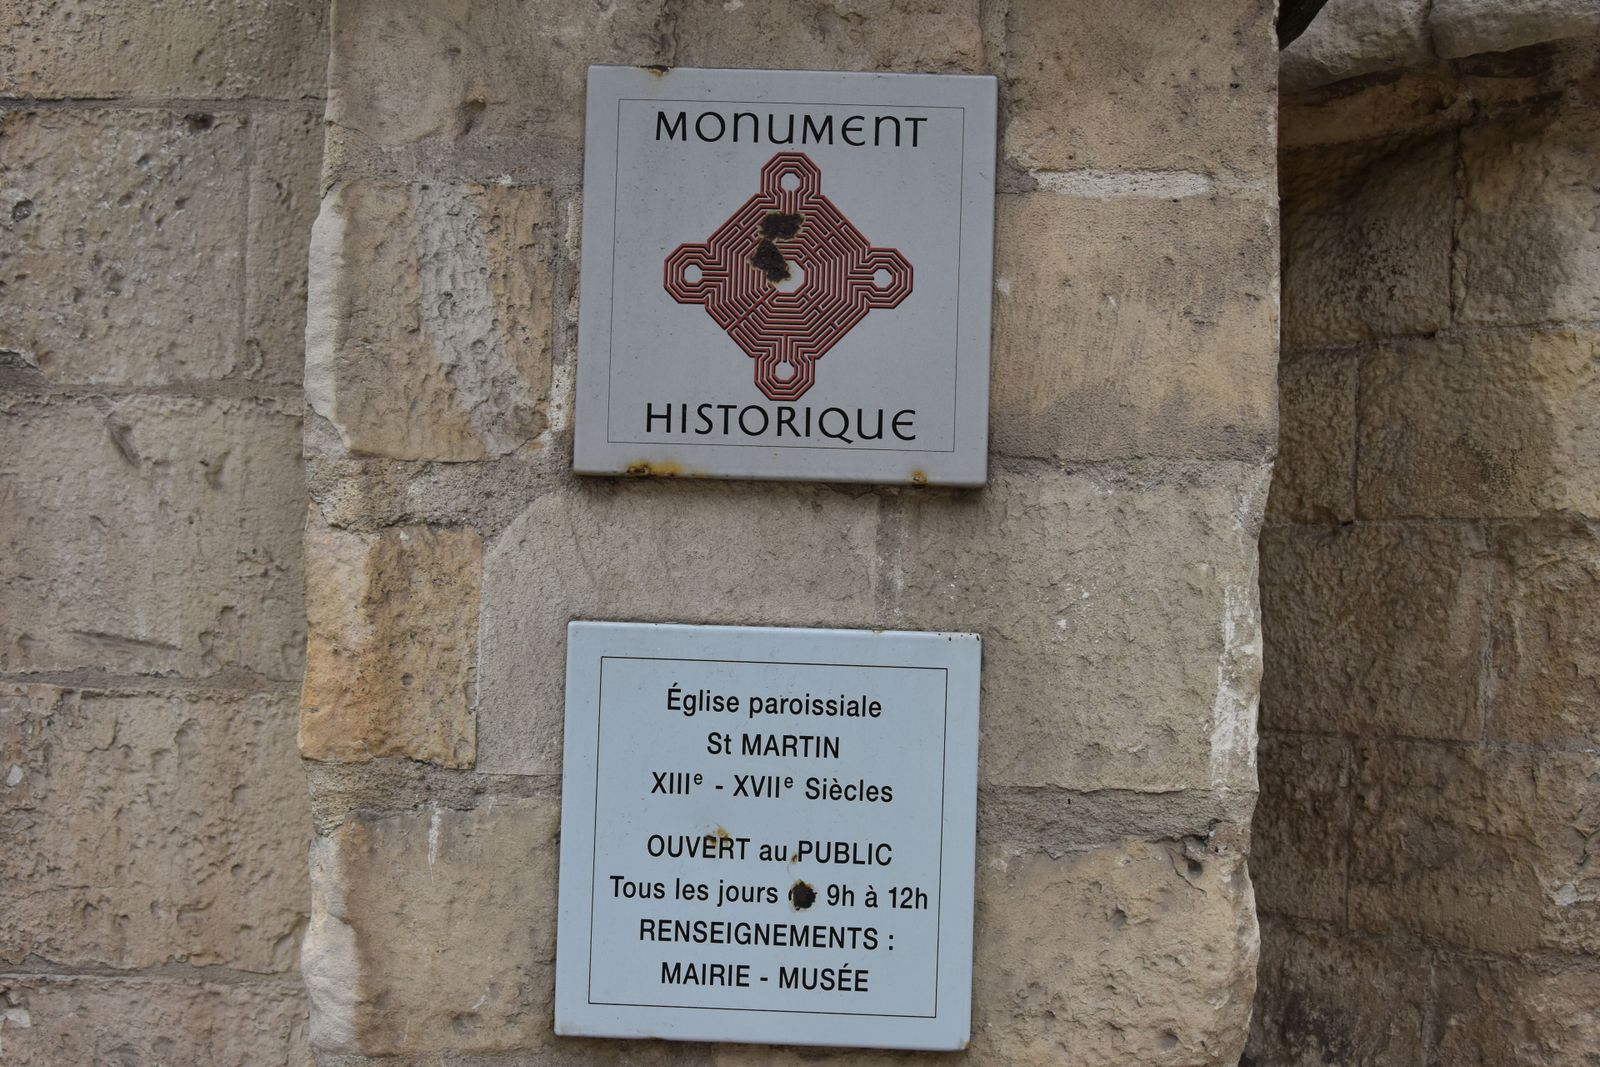 MONUMENT
HISTORIQUE
Église paroissiale
St MARTIN
XIIIe - XVIIe Siècles
OUVERT au PUBLIC
Tous les jours 9h à 12h
RENSEIGNEMENTS :
MAIRIE - MUSÉE